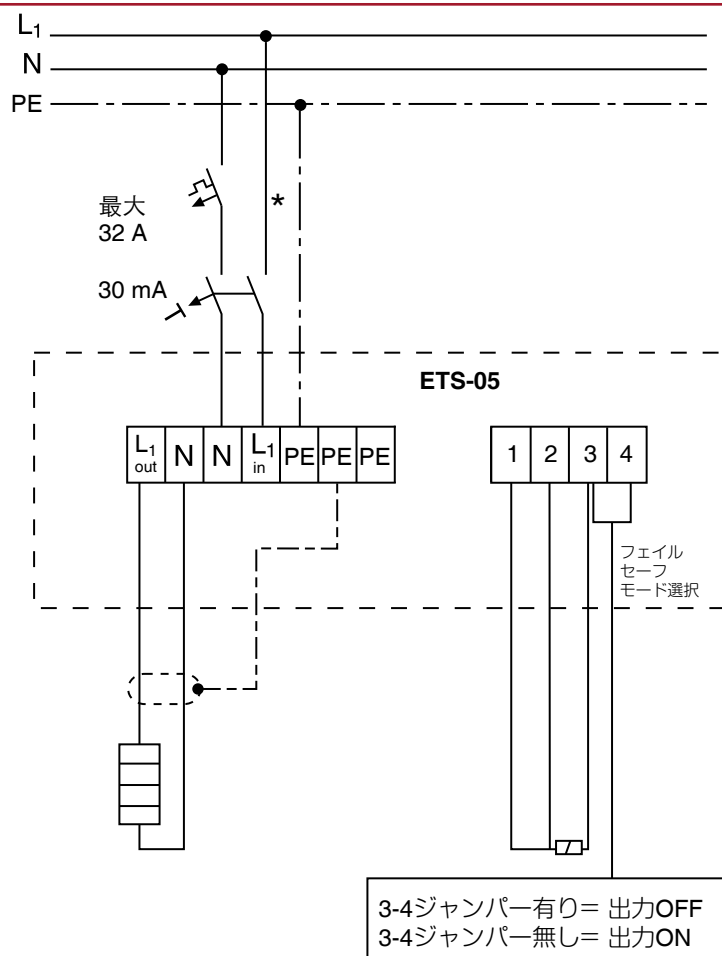 L1
N
PE
最大
32 A
*
30 mA
ETS-05
L1 out N N L1 in PE PE PE
1 2 3 4
フェイル
セーフ
モード選択
3-4ジャンパー有り= 出力OFF
3-4ジャンパー無し= 出力ON